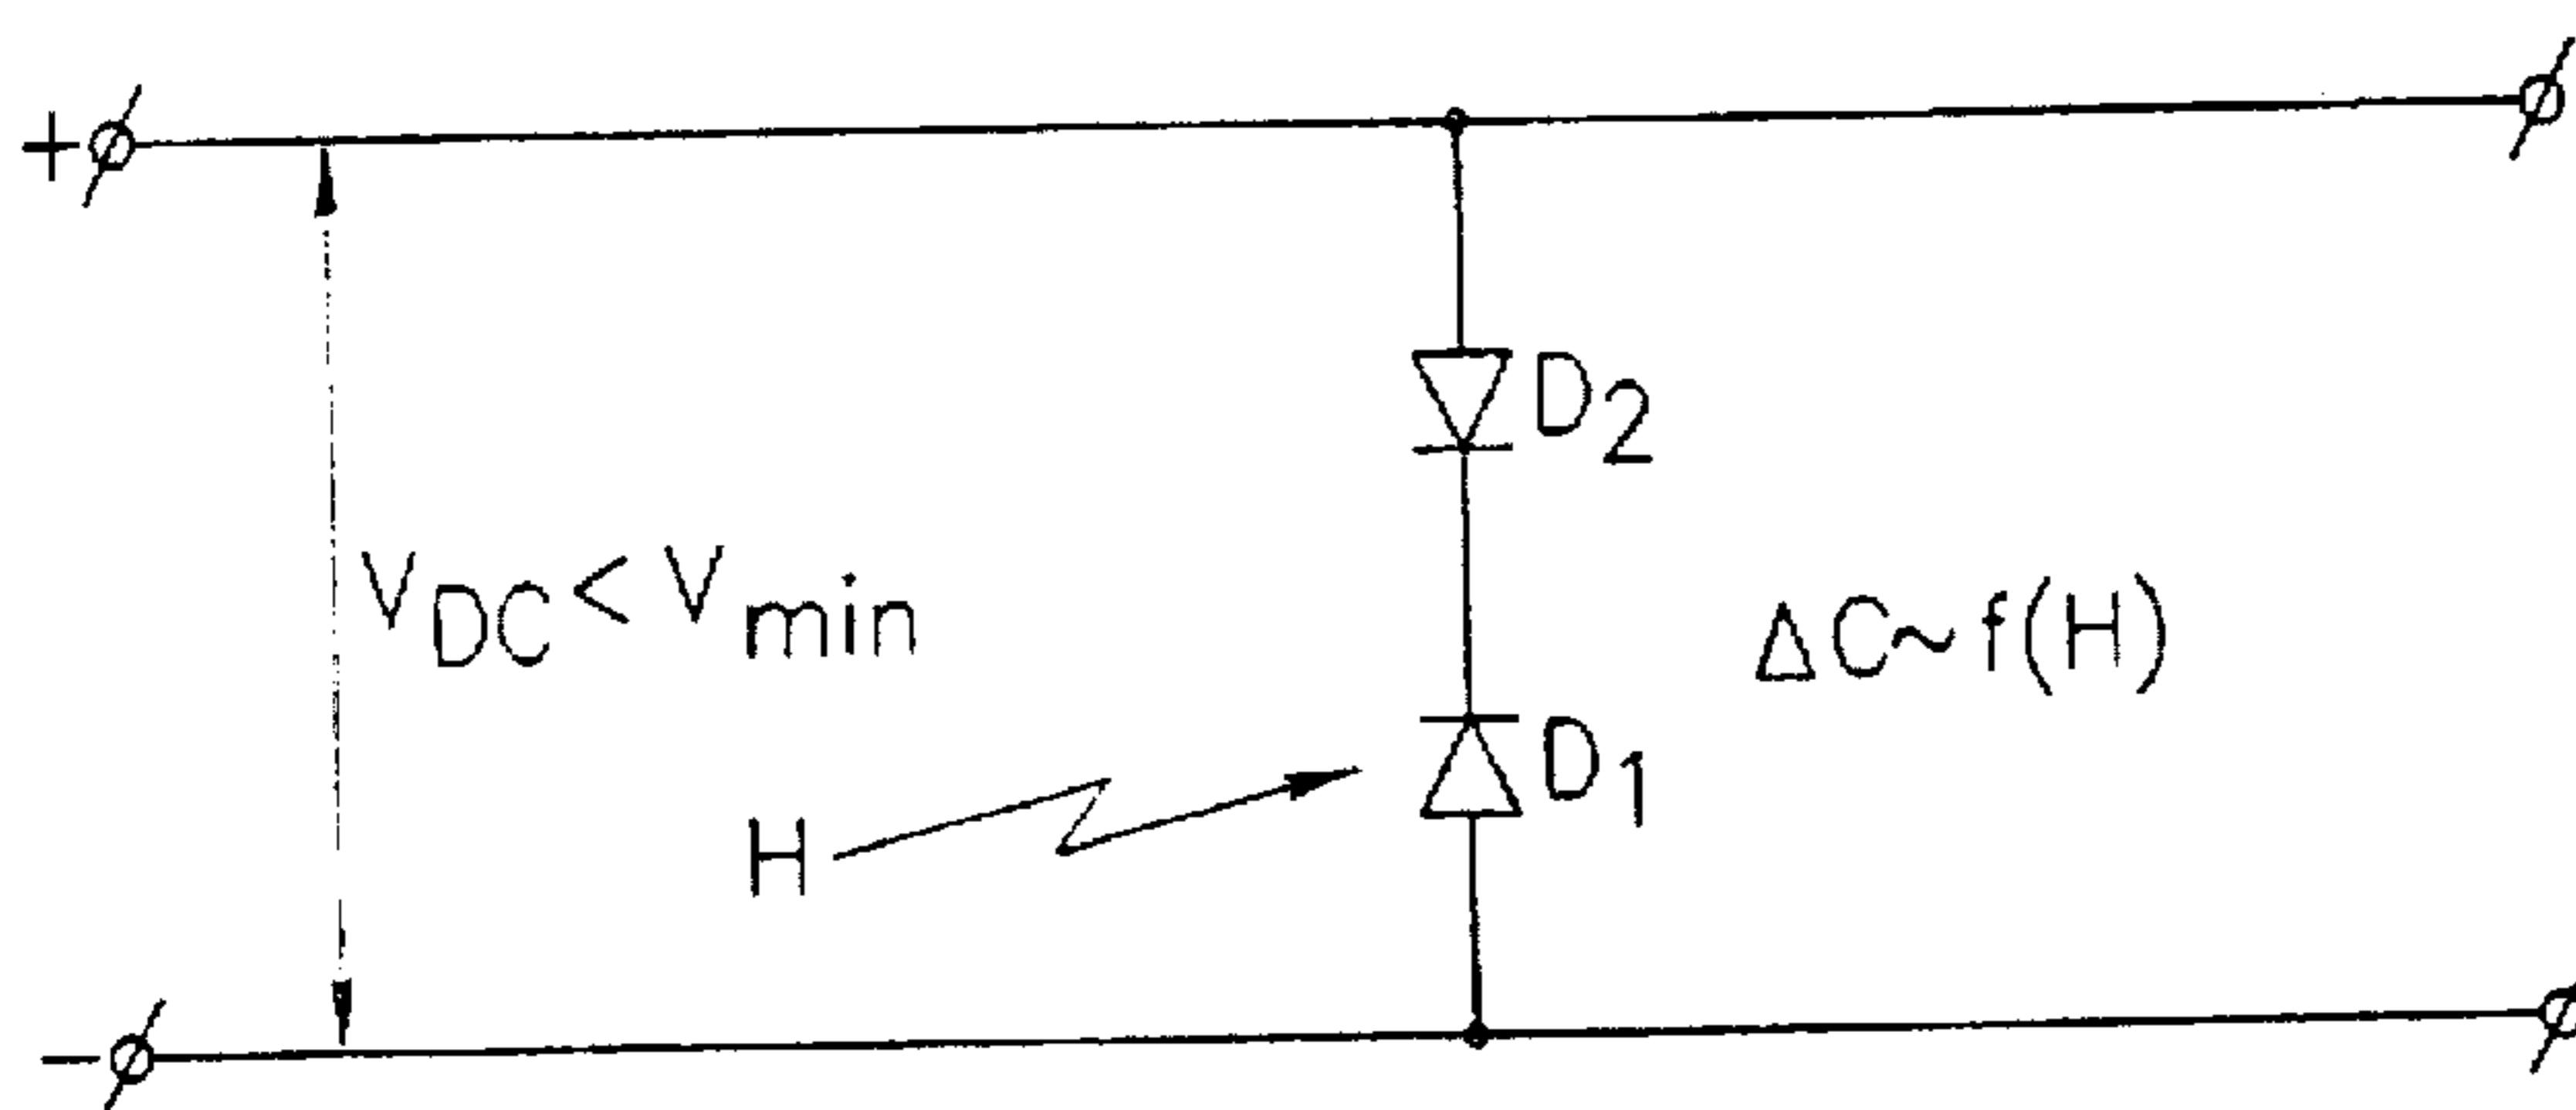 +
D2
VDC < Vmin
ΔC~f(H)
D1
H
-